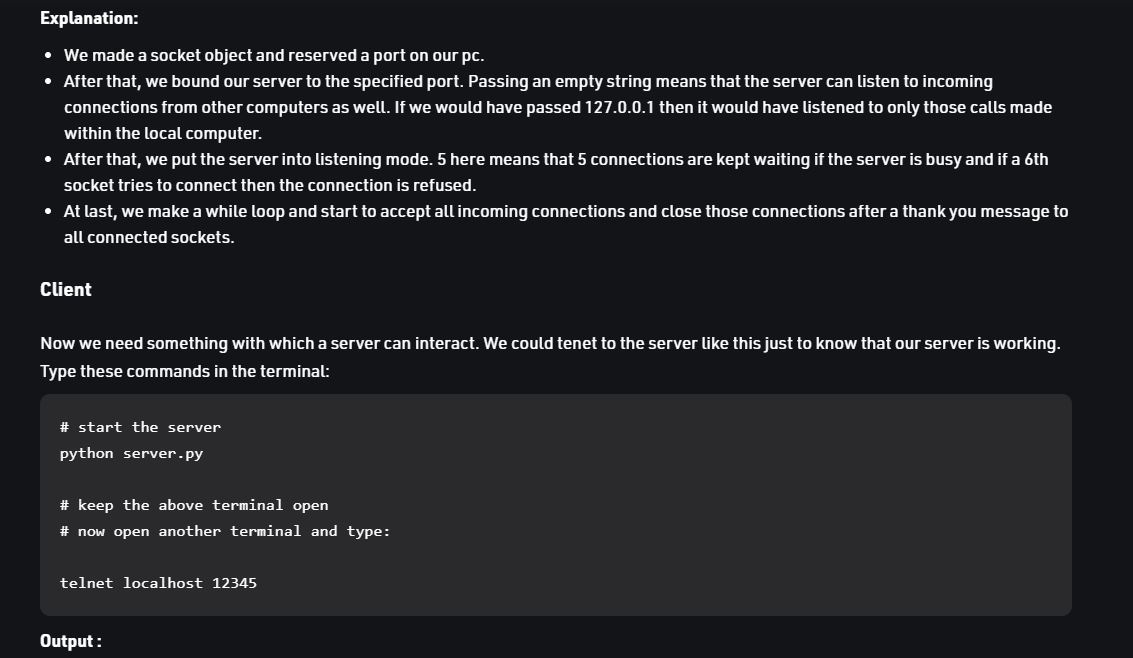 Explanation:
• We made a socket object and reserved a port on our pc.
• After that, we bound our server to the specified port. Passing an empty string means that the server can listen to incoming
connections from other computers as well. If we would have passed 127.0.0.1 then it would have listened to only those calls made
within the local computer.
• After that, we put the server into listening mode. 5 here means that 5 connections are kept waiting if the server is busy and if a 6th
socket tries to connect then the connection is refused.
• At last, we make a while loop and start to accept all incoming connections and close those connections after a thank you message to
all connected sockets.
Client
Now we need something with which a server can interact. We could tenet to the server like this just to know that our server is working.
Type these commands in the terminal:
# start the server
python server.py
# keep the above terminal open
# now open another terminal and type:
telnet localhost 12345
Output :